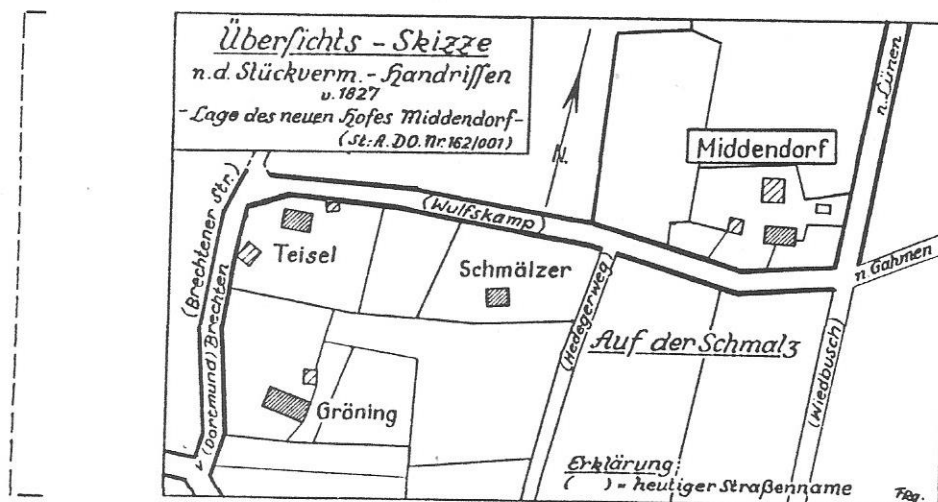 Übersichts - Skizze
n.d. Stückverm.- Handrissen
v. 1827
- Lage des neuen Hofes Middendorf -
(St.-A. DO. Nr. 162/001)
N.
n. Lünen
Middendorf
(Brechtener Str.)
(Wulfskamp)
Teisel
Schmälzer
n. Gahmen
v. (Dortmund) Brechten
(Hedegerweg)
Auf der Schmalz
(Wiedbusch)
Gröning
Erklärung:
( ) = heutiger Straßenname